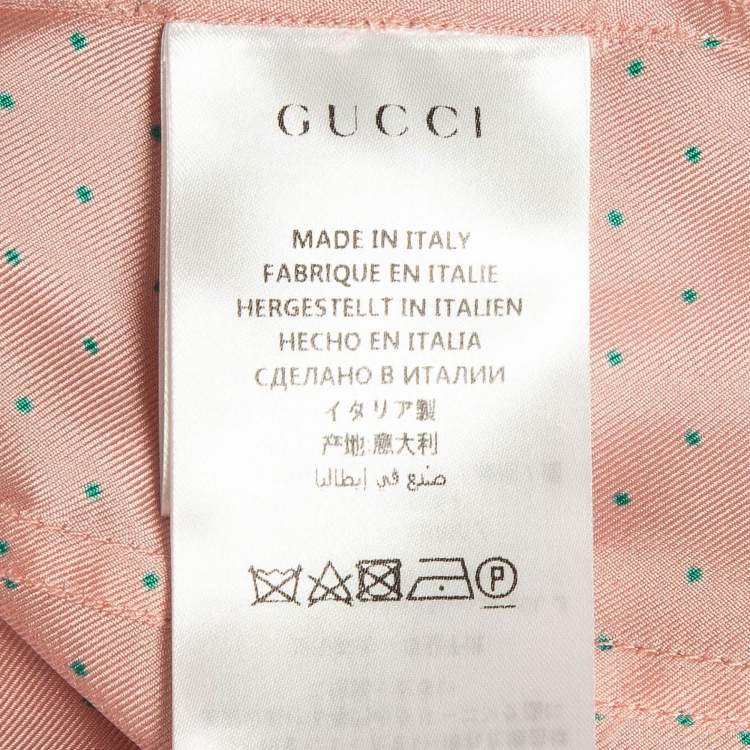 GUCCI
MADE IN ITALY
FABRIQUE EN ITALIE
HERGESTELLT IN ITALIEN
HECHO EN ITALIA
СДЕЛАНО В ИТАЛИИ
イタリア製
产地:意大利
صنع في إيطاليا
P